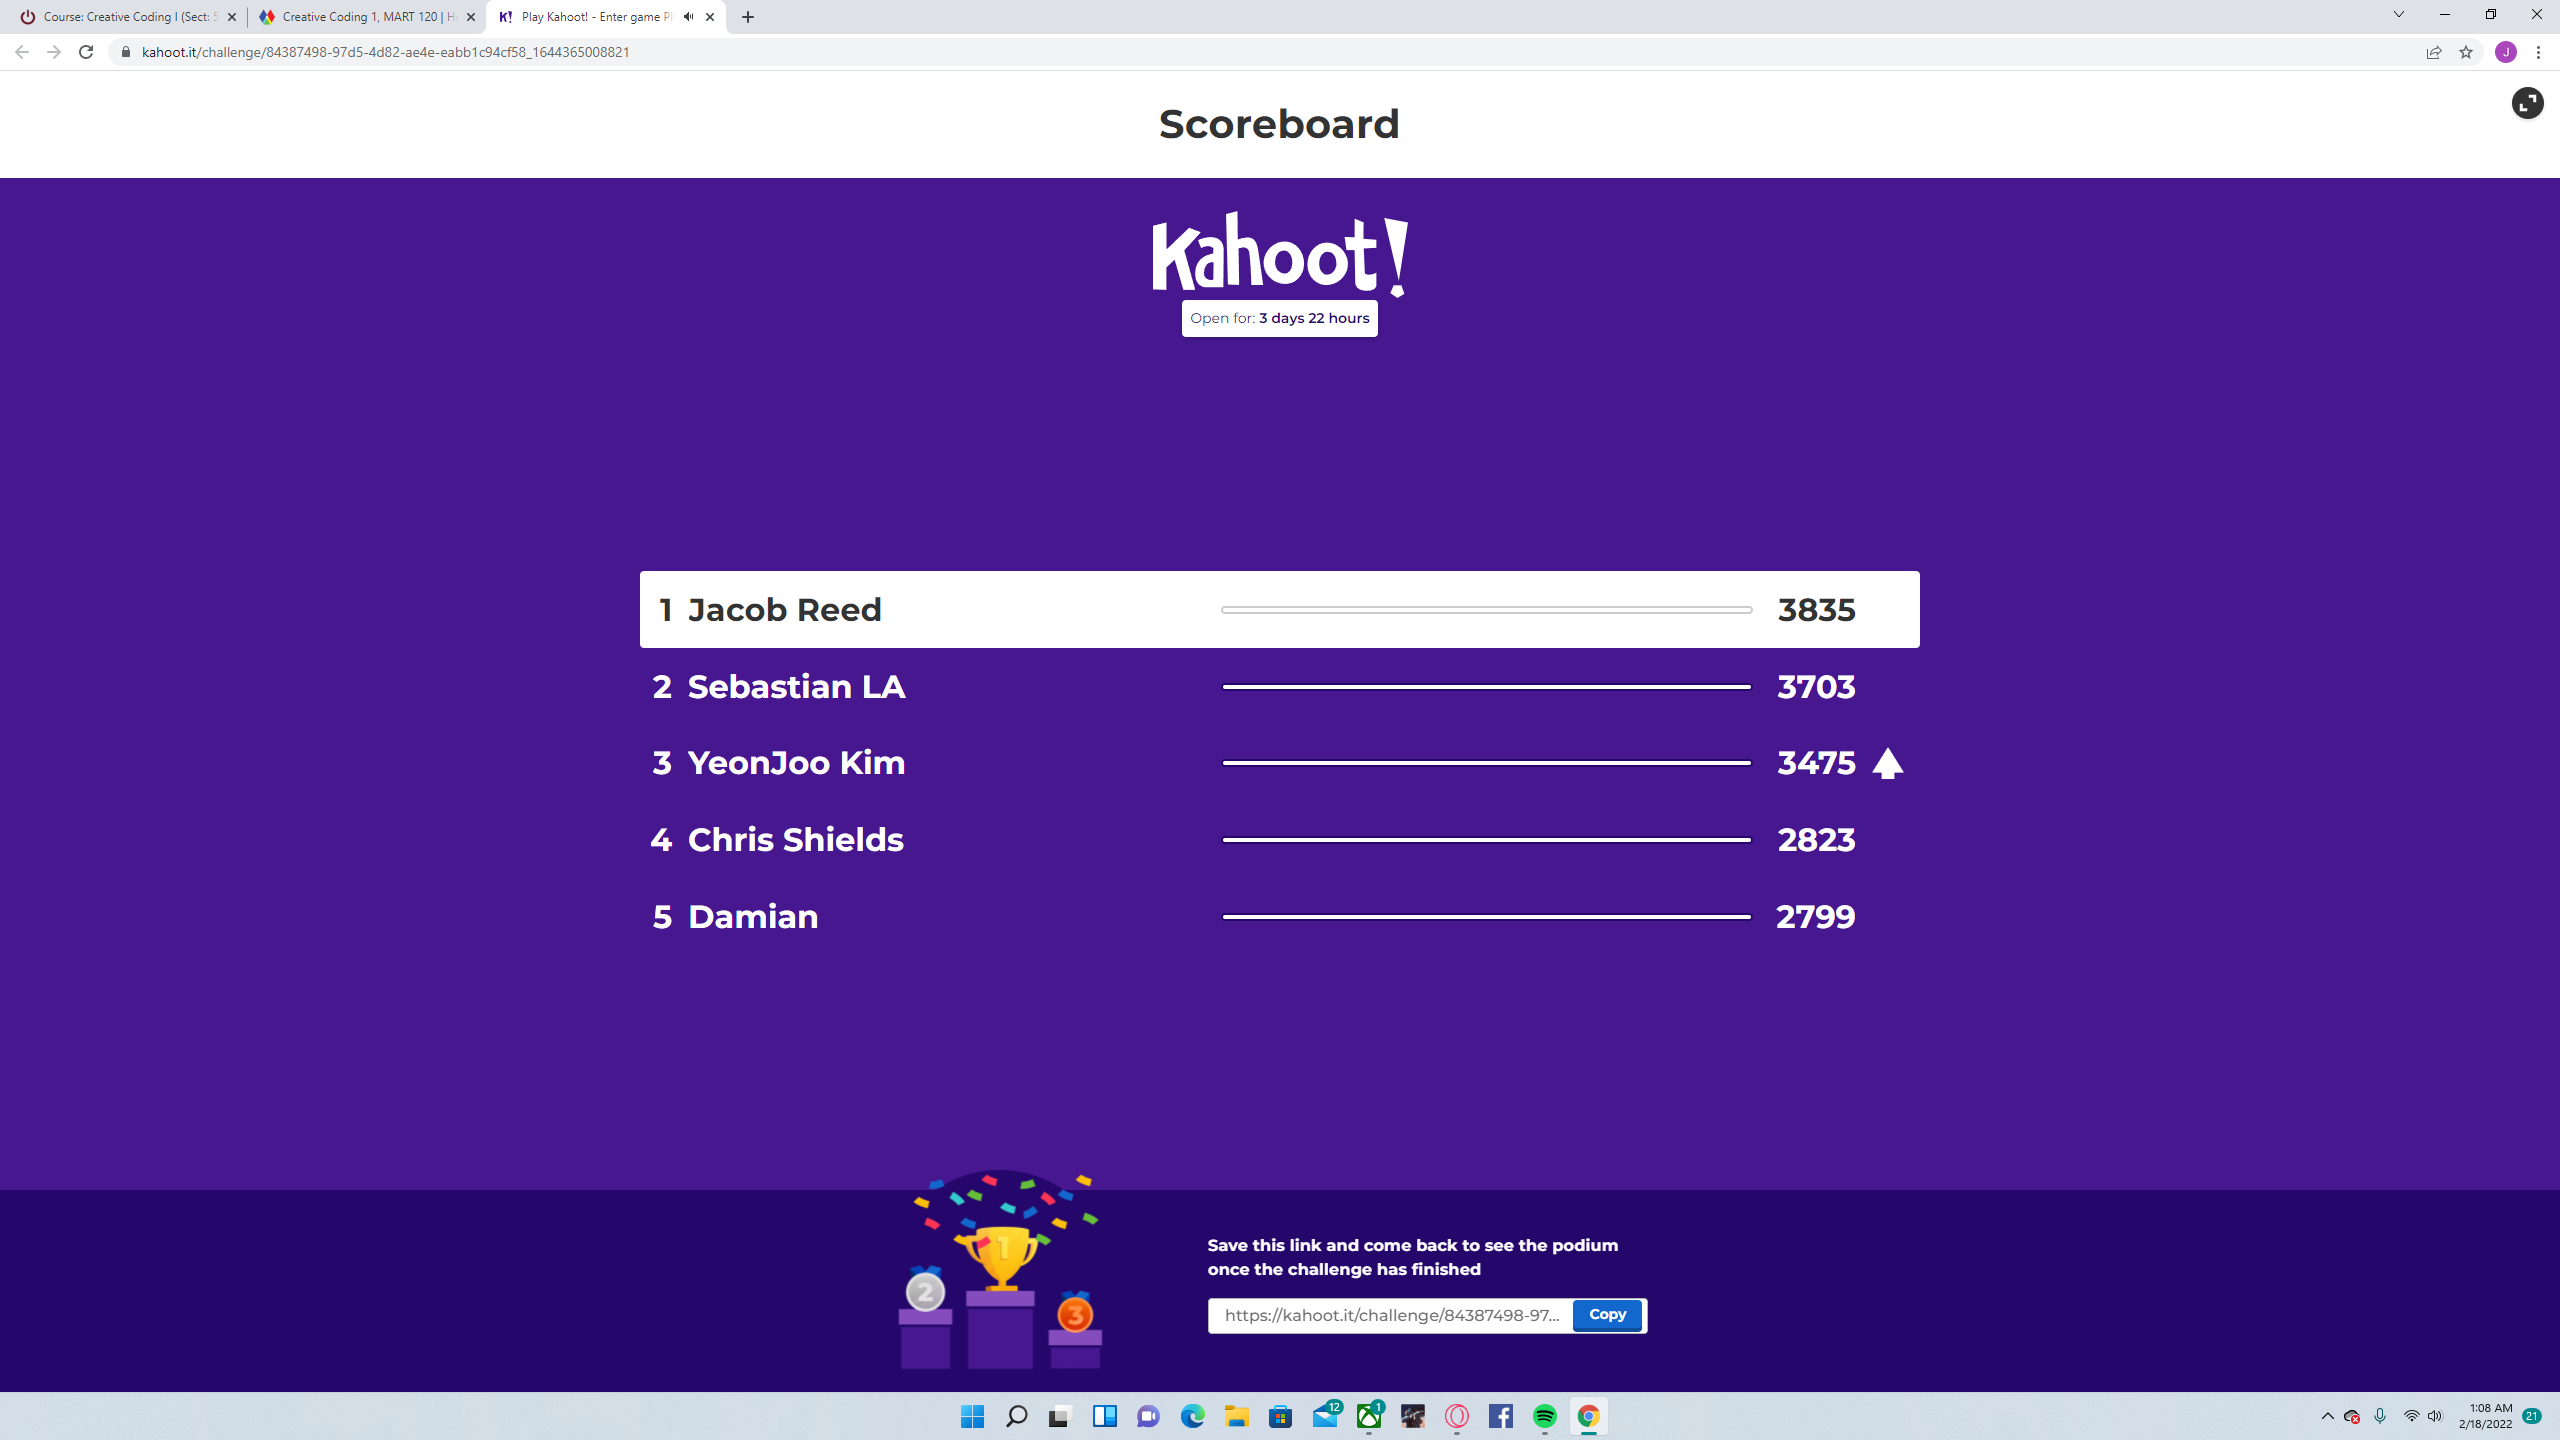 Course: Creative Coding I (Sect: 5
Creative Coding 1, MART 120 | H
K! Play Kahoot! - Enter game P
kahoot.it/challenge/84387498-97d5-4d82-ae4e-eabb1c94cf58_1644365008821
J
Scoreboard
Kahoot!
Open for: 3 days 22 hours
1 Jacob Reed 3835
2 Sebastian LA 3703
3 YeonJoo Kim 3475
4 Chris Shields 2823
5 Damian 2799
1
2
3
Save this link and come back to see the podium
once the challenge has finished
https://kahoot.it/challenge/84387498-97... Copy
12
1
1:08 AM
2/18/2022
21